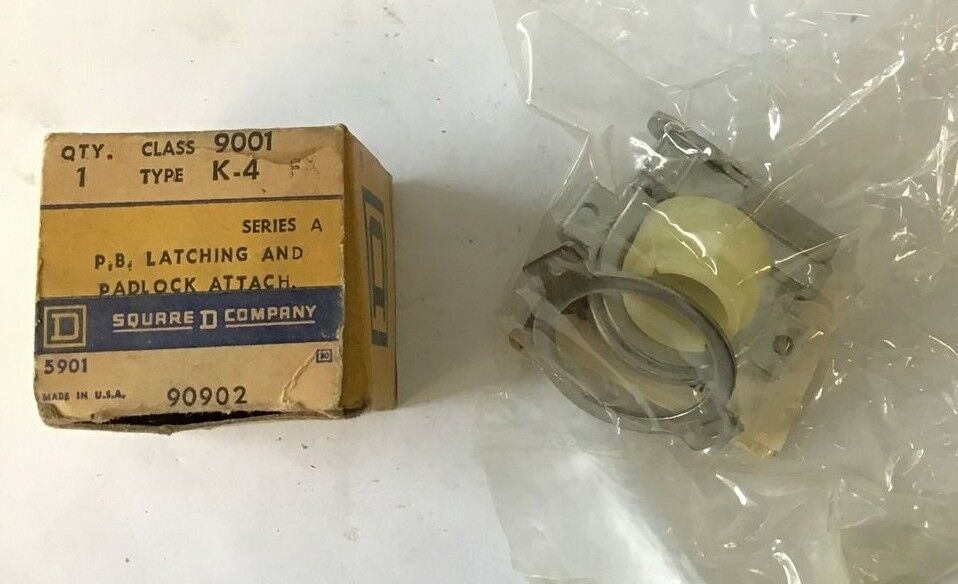 QTY. CLASS 9001
1 TYPE K-4
SERIES A
P.B. LATCHING AND
PADLOCK ATTACH.
D SQUARE D COMPANY
5901
MADE IN U.S.A. 90902
D